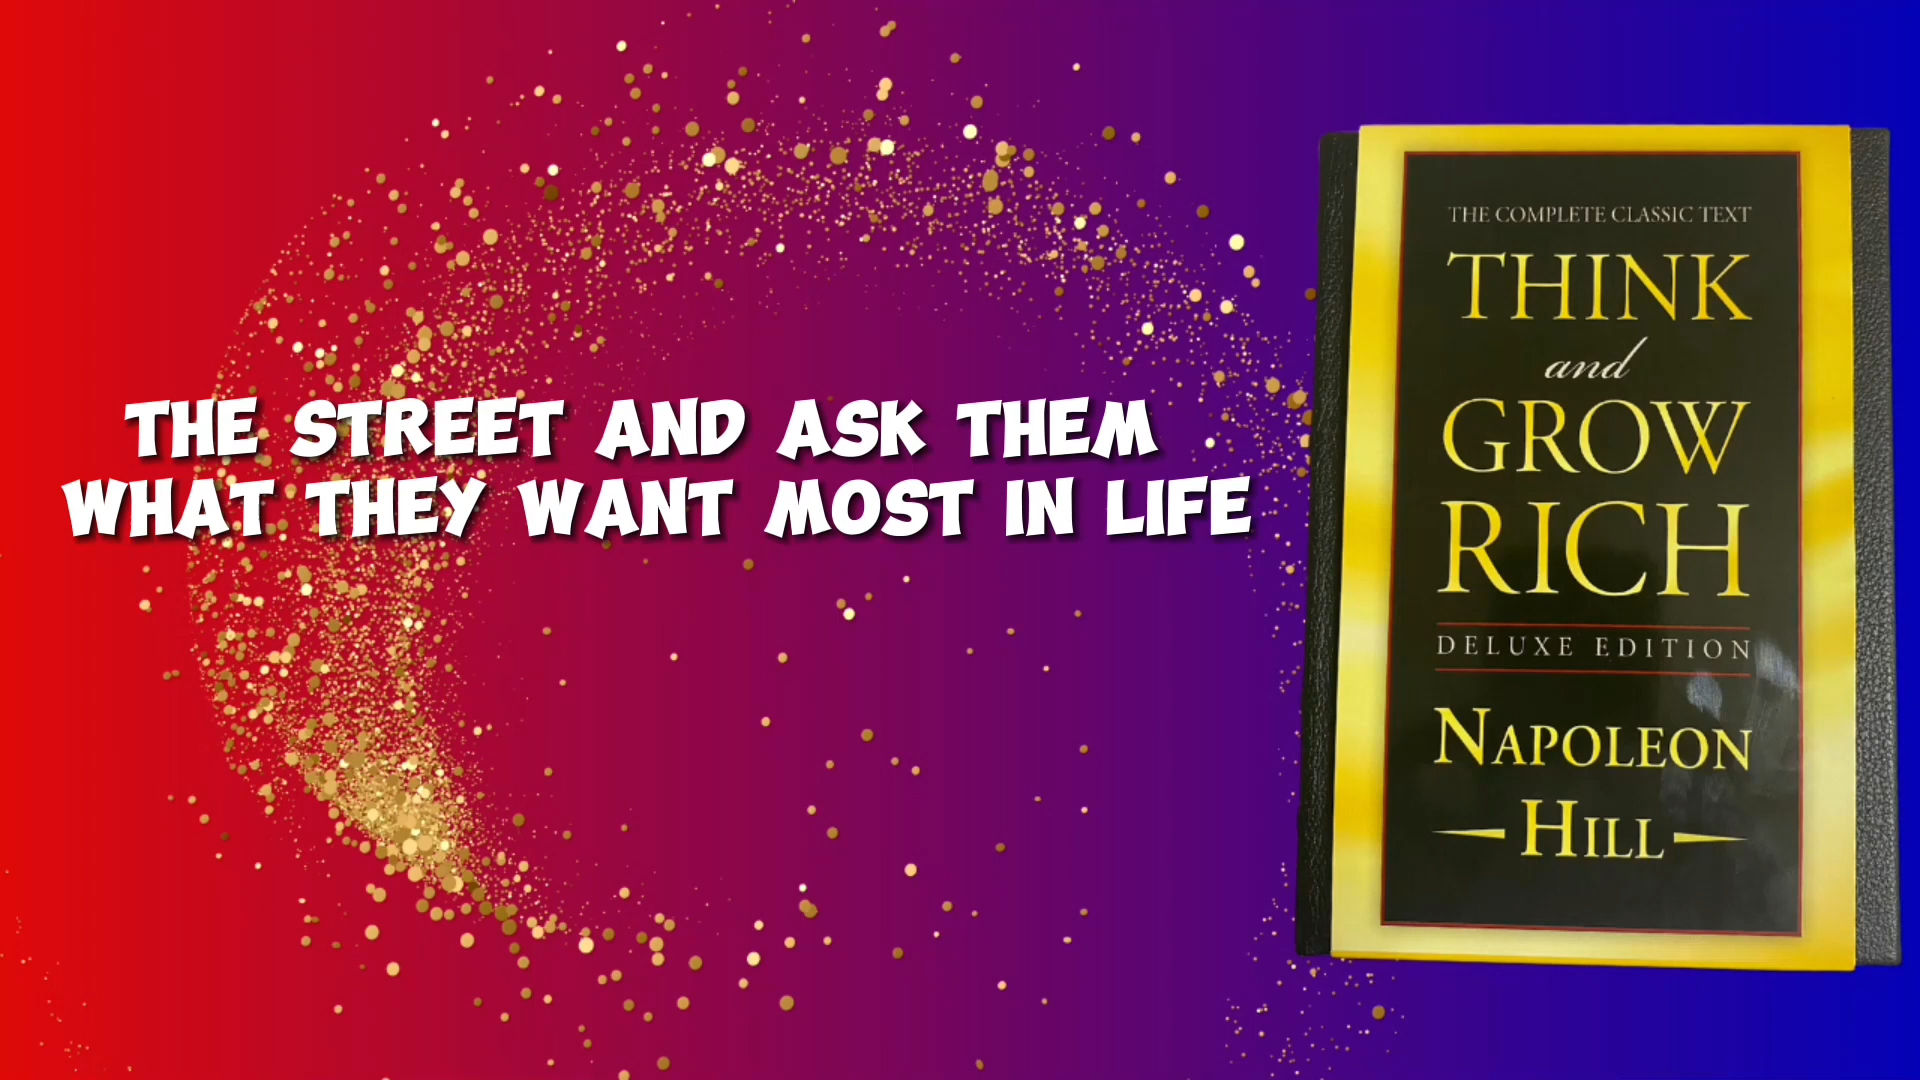 THE STREET AND ASK THEM
WHAT THEY WANT MOST IN LIFE
THE COMPLETE CLASSIC TEXT
THINK
and
GROW
RICH
DELUXE EDITION
NAPOLEON
HILL